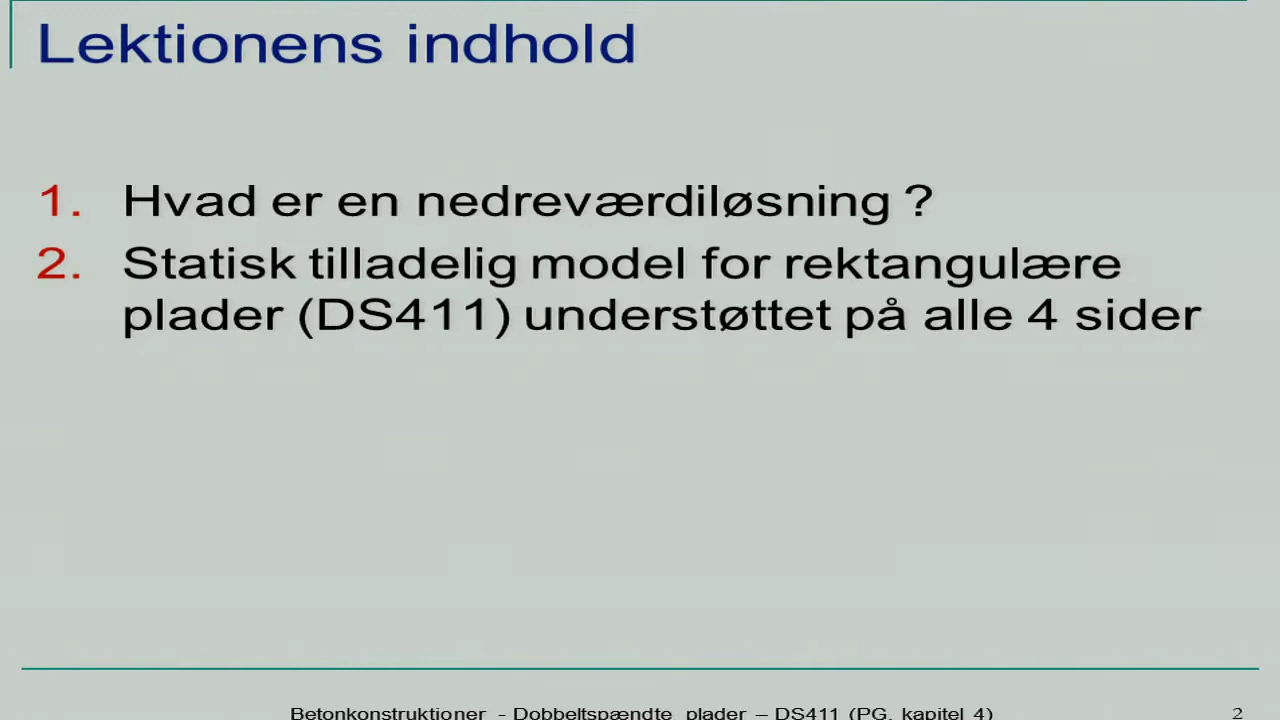 Lektionens indhold
1. Hvad er en nedreværdiløsning ?
2. Statisk tilladelig model for rektangulære
plader (DS411) understøttet på alle 4 sider
Betonkonstruktioner - Dobbeltspændte plader – DS411 (PG. kapitel 4)
2